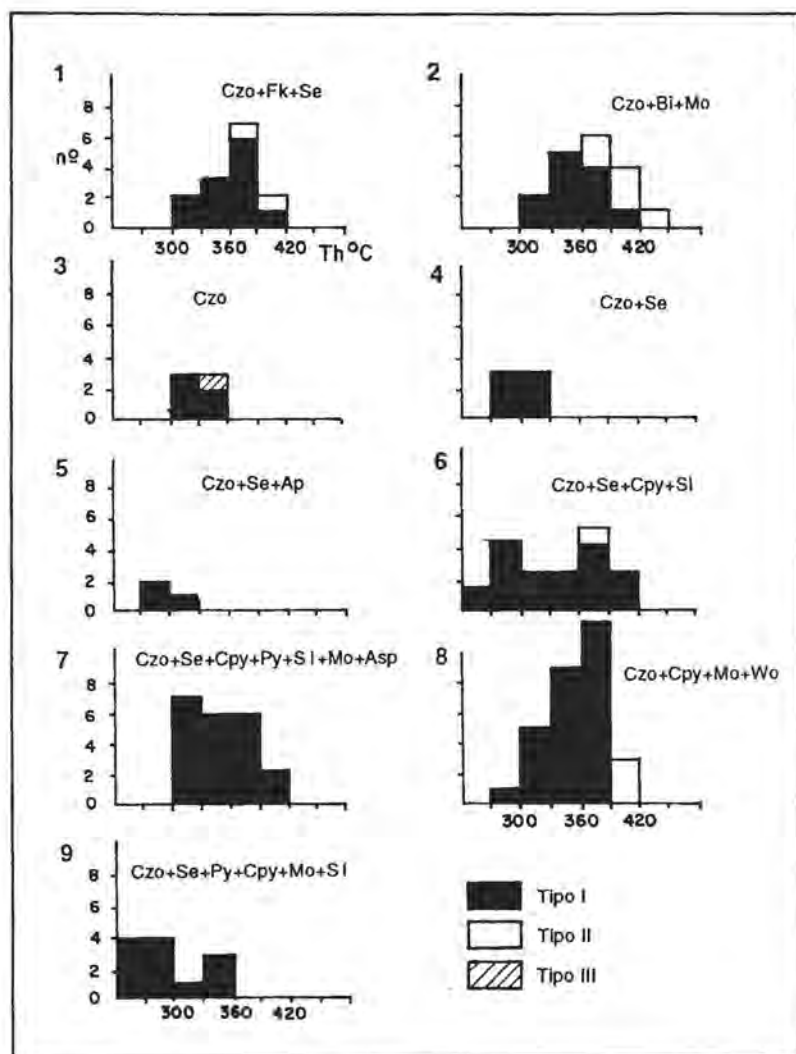 1
Czo+Fk+Se
8
6
nº
4
2
0
300 360 420
Th°C
2
Czo+Bi+Mo
300 360 420
3
Czo
8
6
4
2
0
4
Czo+Se
5
Czo+Se+Ap
8
6
4
2
0
6
Czo+Se+Cpy+Sl
7
Czo+Se+Cpy+Py+Sl+Mo+Asp
8
6
4
2
0
8
Czo+Cpy+Mo+Wo
300 360 420
9
Czo+Se+Py+Cpy+Mo+Sl
8
6
4
2
0
300 360 420
Tipo I
Tipo II
Tipo III